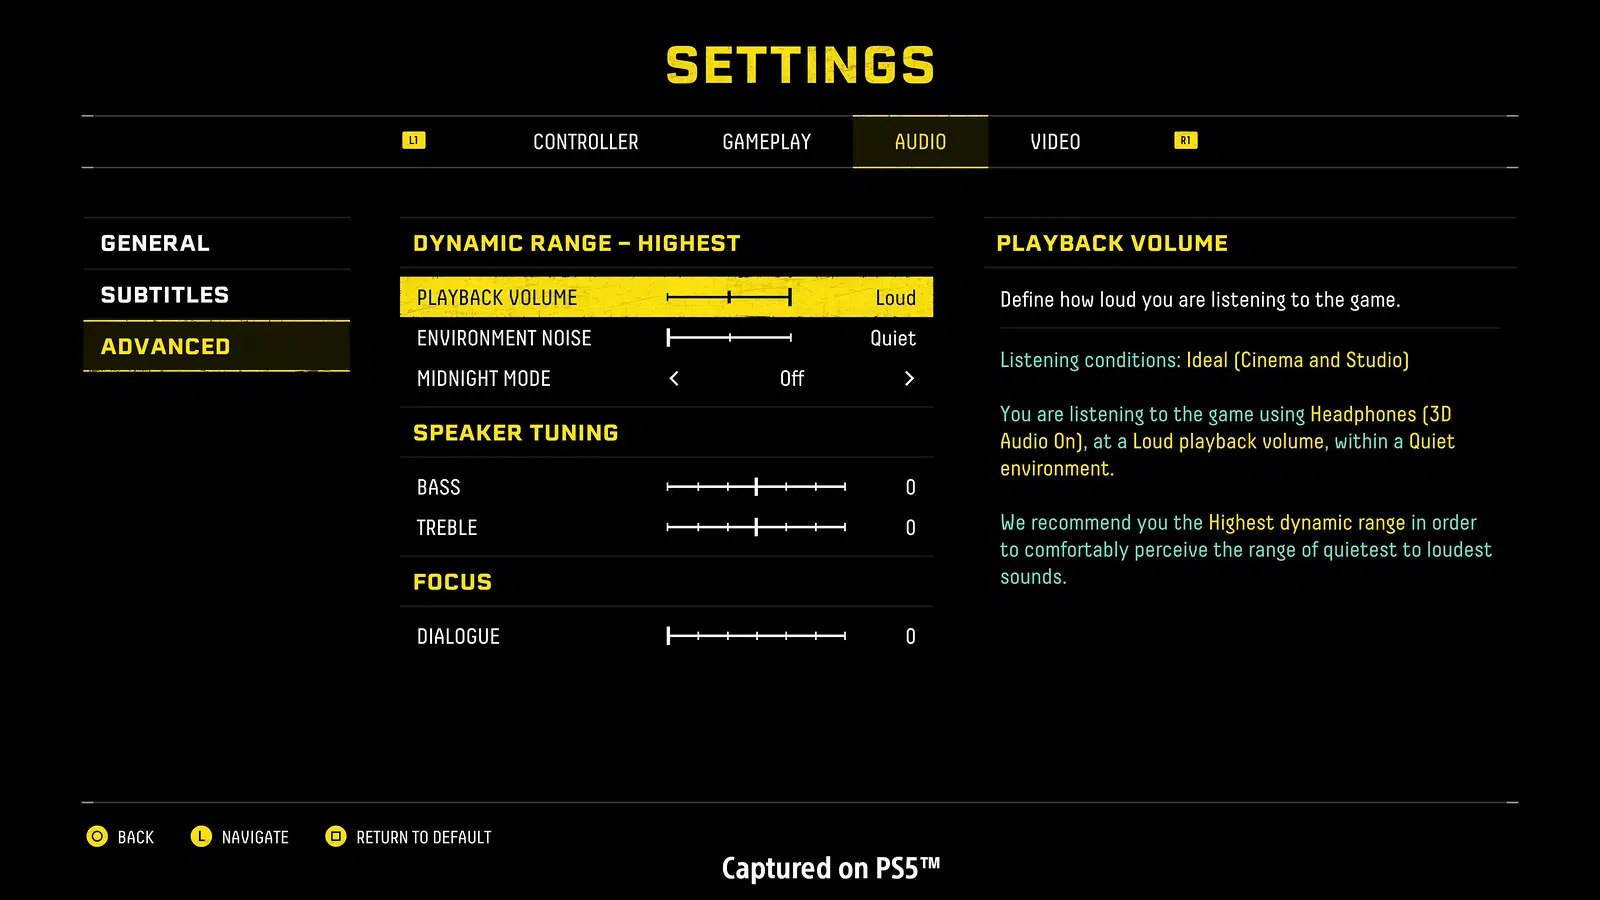 SETTINGS
L1 CONTROLLER GAMEPLAY AUDIO VIDEO R1
GENERAL
SUBTITLES
ADVANCED
DYNAMIC RANGE – HIGHEST
PLAYBACK VOLUME Loud
ENVIRONMENT NOISE Quiet
MIDNIGHT MODE < Off >
SPEAKER TUNING
BASS 0
TREBLE 0
FOCUS
DIALOGUE 0
PLAYBACK VOLUME
Define how loud you are listening to the game.
Listening conditions: Ideal (Cinema and Studio)
You are listening to the game using Headphones (3D
Audio On), at a Loud playback volume, within a Quiet
environment.
We recommend you the Highest dynamic range in order
to comfortably perceive the range of quietest to loudest
sounds.
BACK L NAVIGATE RETURN TO DEFAULT
Captured on PS5™